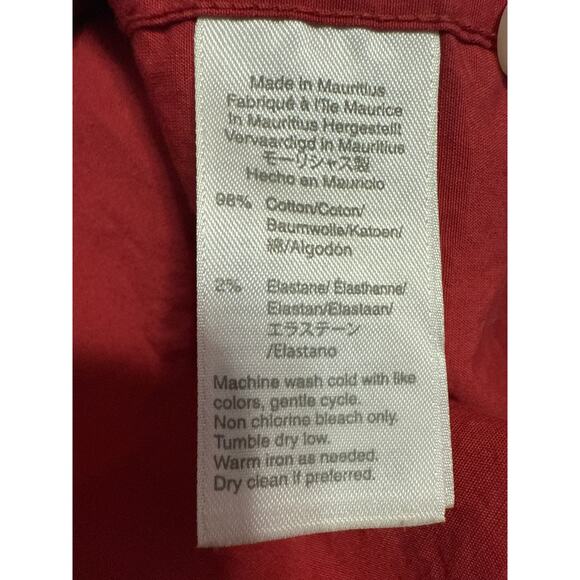 Made in Mauritius
Fabriqué à l'île Maurice
In Mauritius Hergestellt
Vervaardigd in Mauritius
モーリシャス製
Hecho en Mauriolo
98% Cotton/Coton/
Baumwolle/Katoen/
綿/Algodón
2% Elastane/ Élasthanne/
Elastan/Elastaan/
エラステーン
/Elastano
Machine wash cold with like
colors, gentle cycle.
Non chlorine bleach only.
Tumble dry low.
Warm iron as needed.
Dry clean if preferred.